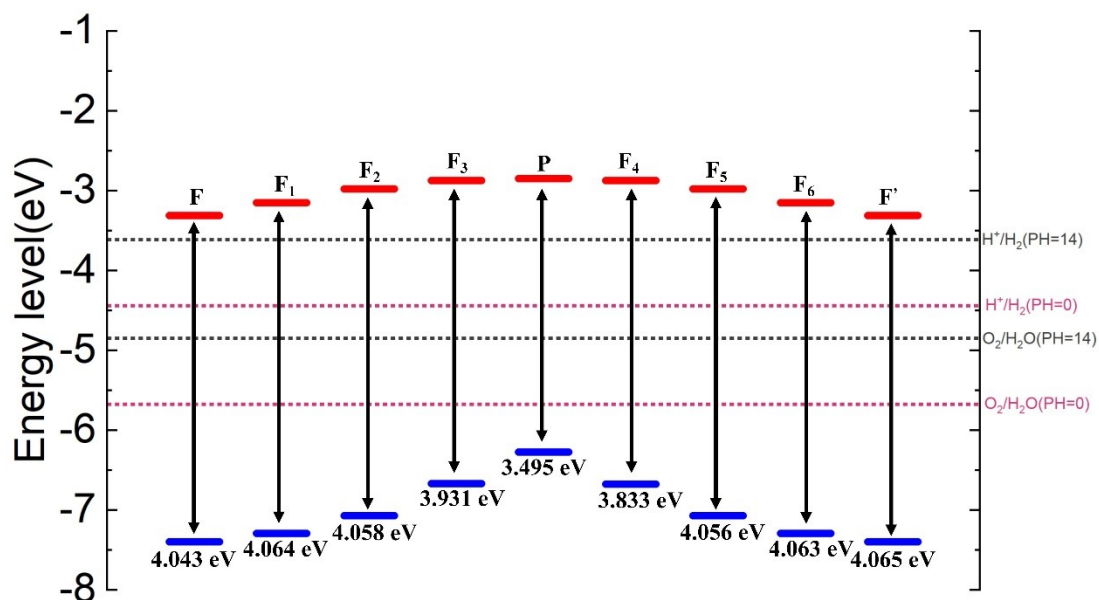 Energy level(eV)
-1
-2
-3
-4
-5
-6
-7
-8
F
F₁
F₂
F₃
P
F₄
F₅
F₆
F'
H⁺/H₂(PH=14)
H⁺/H₂(PH=0)
O₂/H₂O(PH=14)
O₂/H₂O(PH=0)
4.043 eV
4.064 eV
4.058 eV
3.931 eV
3.495 eV
3.833 eV
4.056 eV
4.063 eV
4.065 eV